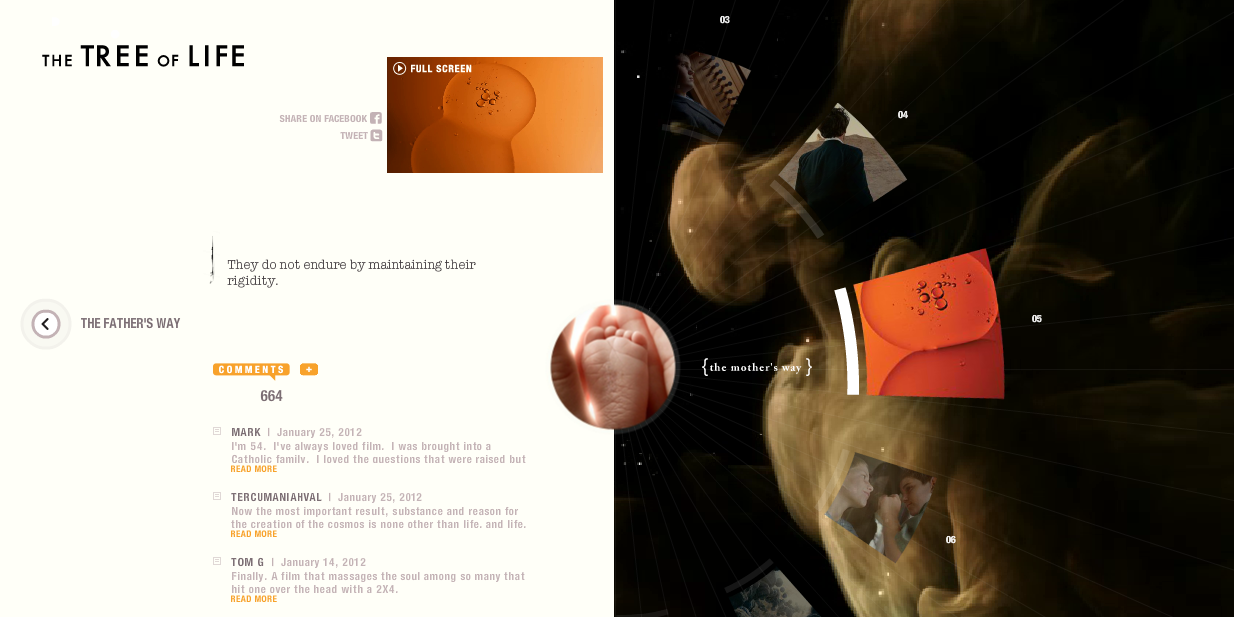 THE TREE OF LIFE
FULL SCREEN
SHARE ON FACEBOOK
TWEET
They do not endure by maintaining their
rigidity.
THE FATHER'S WAY
COMMENTS +
664
MARK | January 25, 2012
I'm 54. I've always loved film. I was brought into a
Catholic family. I loved the questions that were raised but
READ MORE
TERCUMANIAHVAL | January 25, 2012
Now the most important result, substance and reason for
the creation of the cosmos is none other than life. and life.
READ MORE
TOM G | January 14, 2012
Finally. A film that massages the soul among so many that
hit one over the head with a 2X4.
READ MORE
03
04
05
{the mother's way}
06